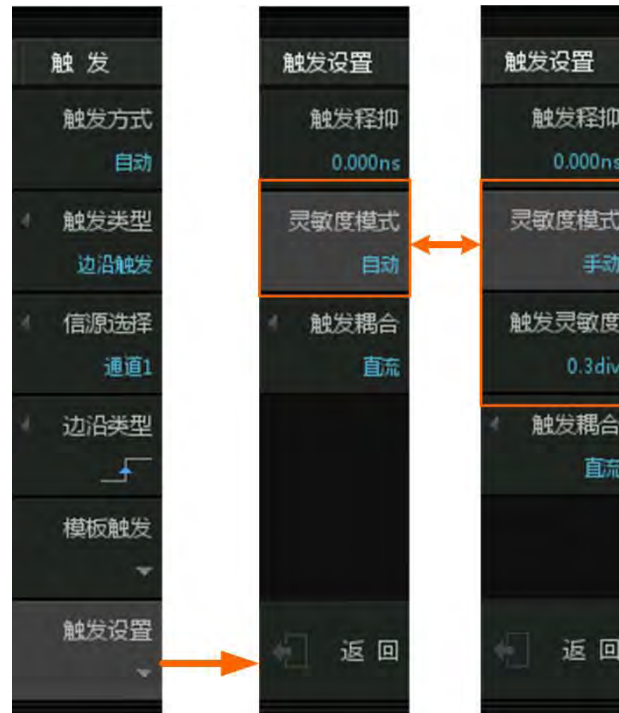 触 发
触发方式
自动
触发类型
边沿触发
信源选择
通道1
边沿类型
模板触发
触发设置
触发设置
触发释抑
0.000ns
灵敏度模式
自动
触发耦合
直流
返 回
触发设置
触发释抑
0.000ns
灵敏度模式
手动
触发灵敏度
0.3div
触发耦合
直流
返 回